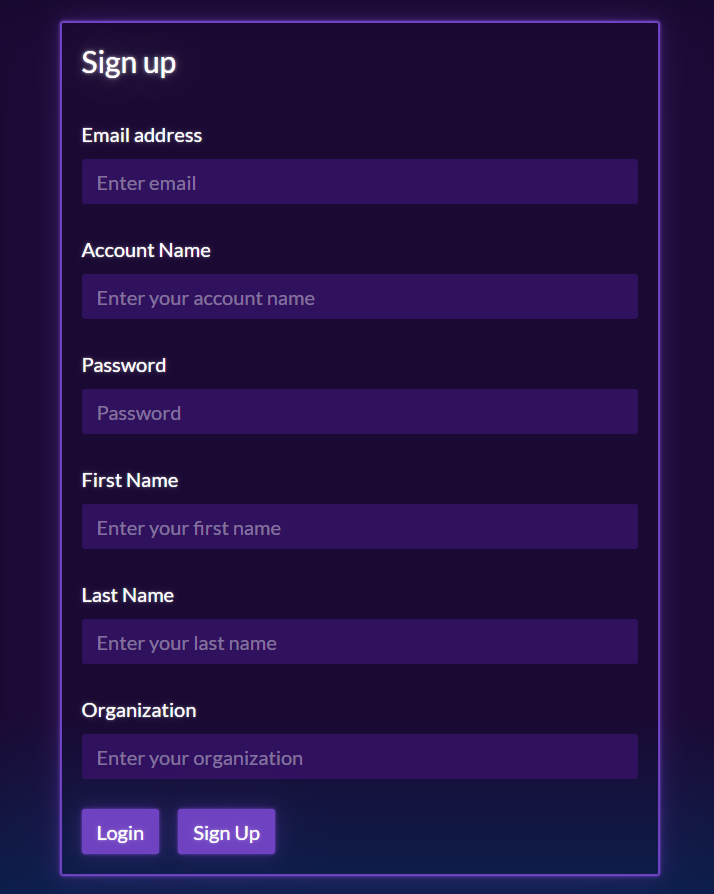 Sign up
Email address
Enter email
Account Name
Enter your account name
Password
Password
First Name
Enter your first name
Last Name
Enter your last name
Organization
Enter your organization
Login Sign Up